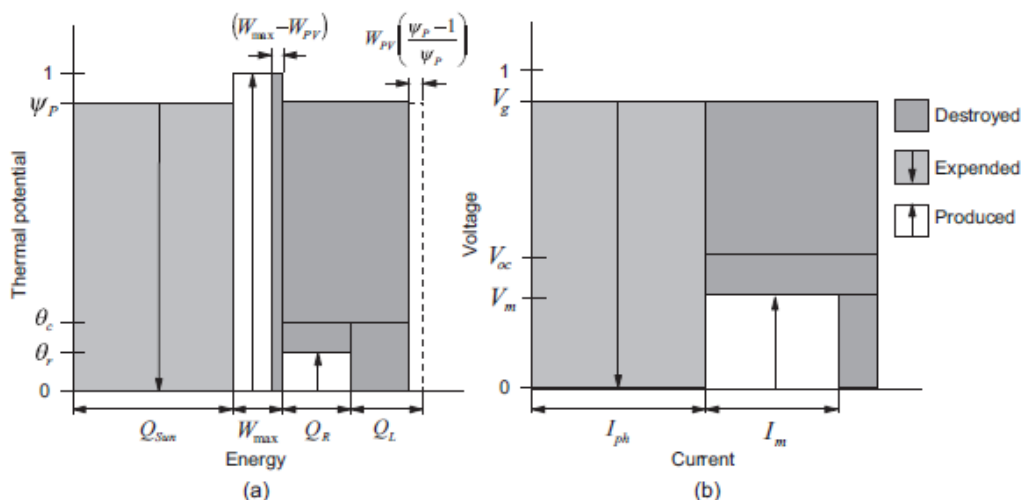 (W_max − W_PV)
W_PV((ψ_P − 1)/ψ_P)
1
ψ_P
θ_c
θ_r
0
Thermal potential
Q_Sun
W_max
Q_R
Q_L
Energy
(a)
1
V_g
V_oc
V_m
0
Voltage
I_ph
I_m
Current
(b)
Destroyed
Expended
Produced